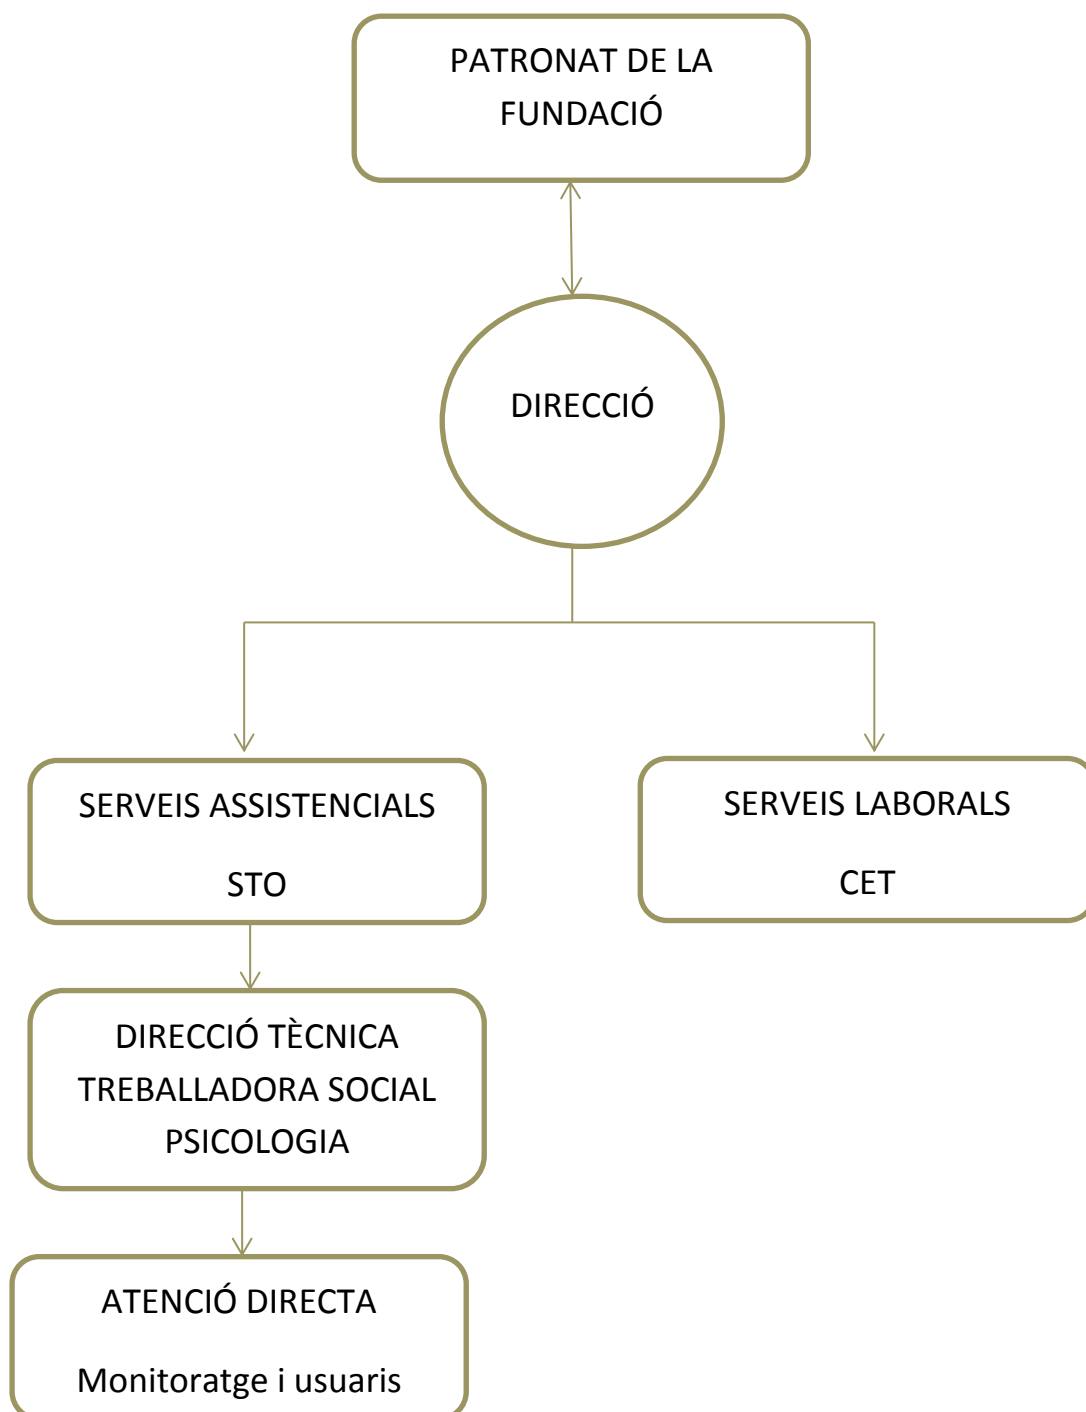 PATRONAT DE LA
FUNDACIÓ
DIRECCIÓ
SERVEIS ASSISTENCIALS
STO
SERVEIS LABORALS
CET
DIRECCIÓ TÈCNICA
TREBALLADORA SOCIAL
PSICOLOGIA
ATENCIÓ DIRECTA
Monitoratge i usuaris